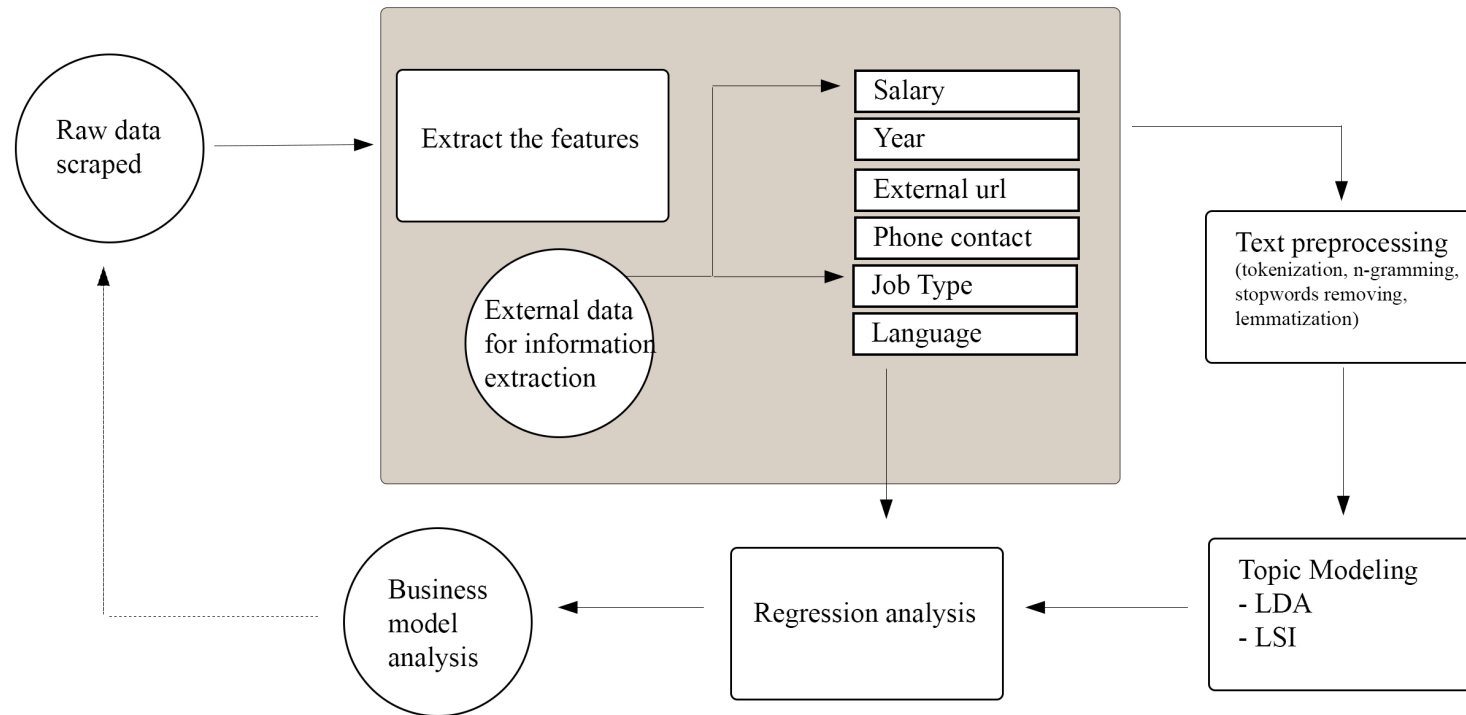 Raw data
scraped
Extract the features
External data
for information
extraction
Salary
Year
External url
Phone contact
Job Type
Language
Text preprocessing
(tokenization, n-gramming,
stopwords removing,
lemmatization)
Topic Modeling
- LDA
- LSI
Regression analysis
Business
model
analysis